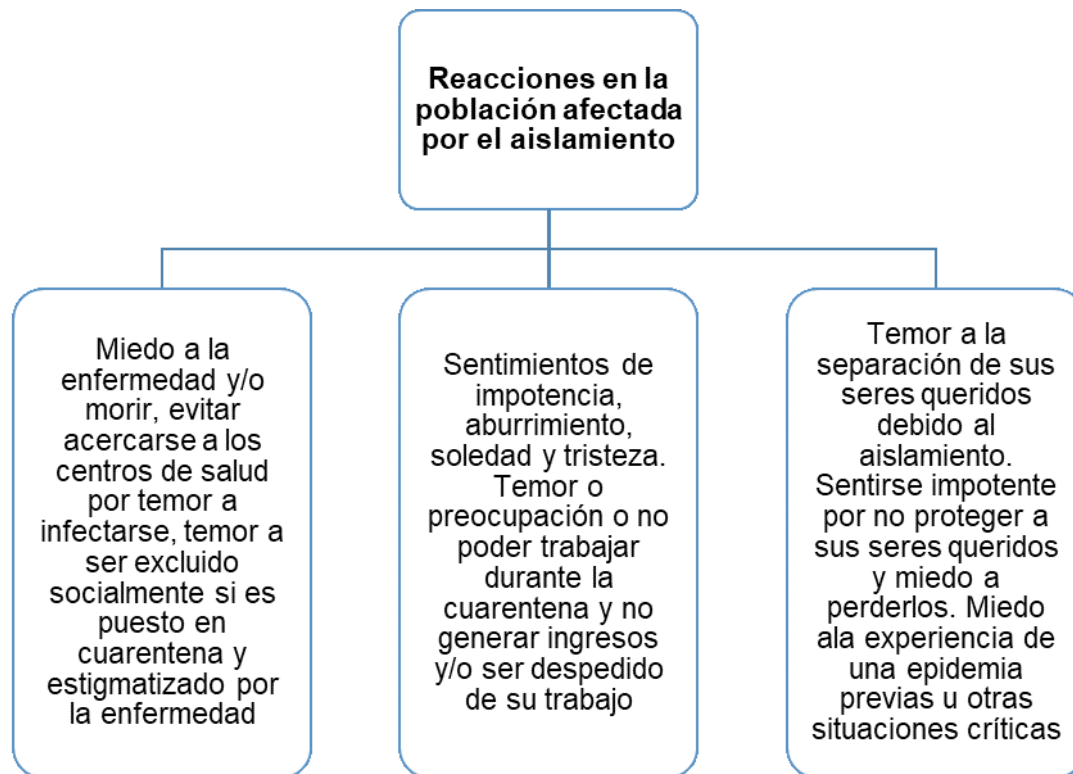 Reacciones en la
población afectada
por el aislamiento
Miedo a la
enfermedad y/o
morir, evitar
acercarse a los
centros de salud
por temor a
infectarse, temor a
ser excluido
socialmente si es
puesto en
cuarentena y
estigmatizado por
la enfermedad
Sentimientos de
impotencia,
aburrimiento,
soledad y tristeza.
Temor o
preocupación o no
poder trabajar
durante la
cuarentena y no
generar ingresos
y/o ser despedido
de su trabajo
Temor a la
separación de sus
seres queridos
debido al
aislamiento.
Sentirse impotente
por no proteger a
sus seres queridos
y miedo a
perderlos. Miedo
ala experiencia de
una epidemia
previas u otras
situaciones críticas